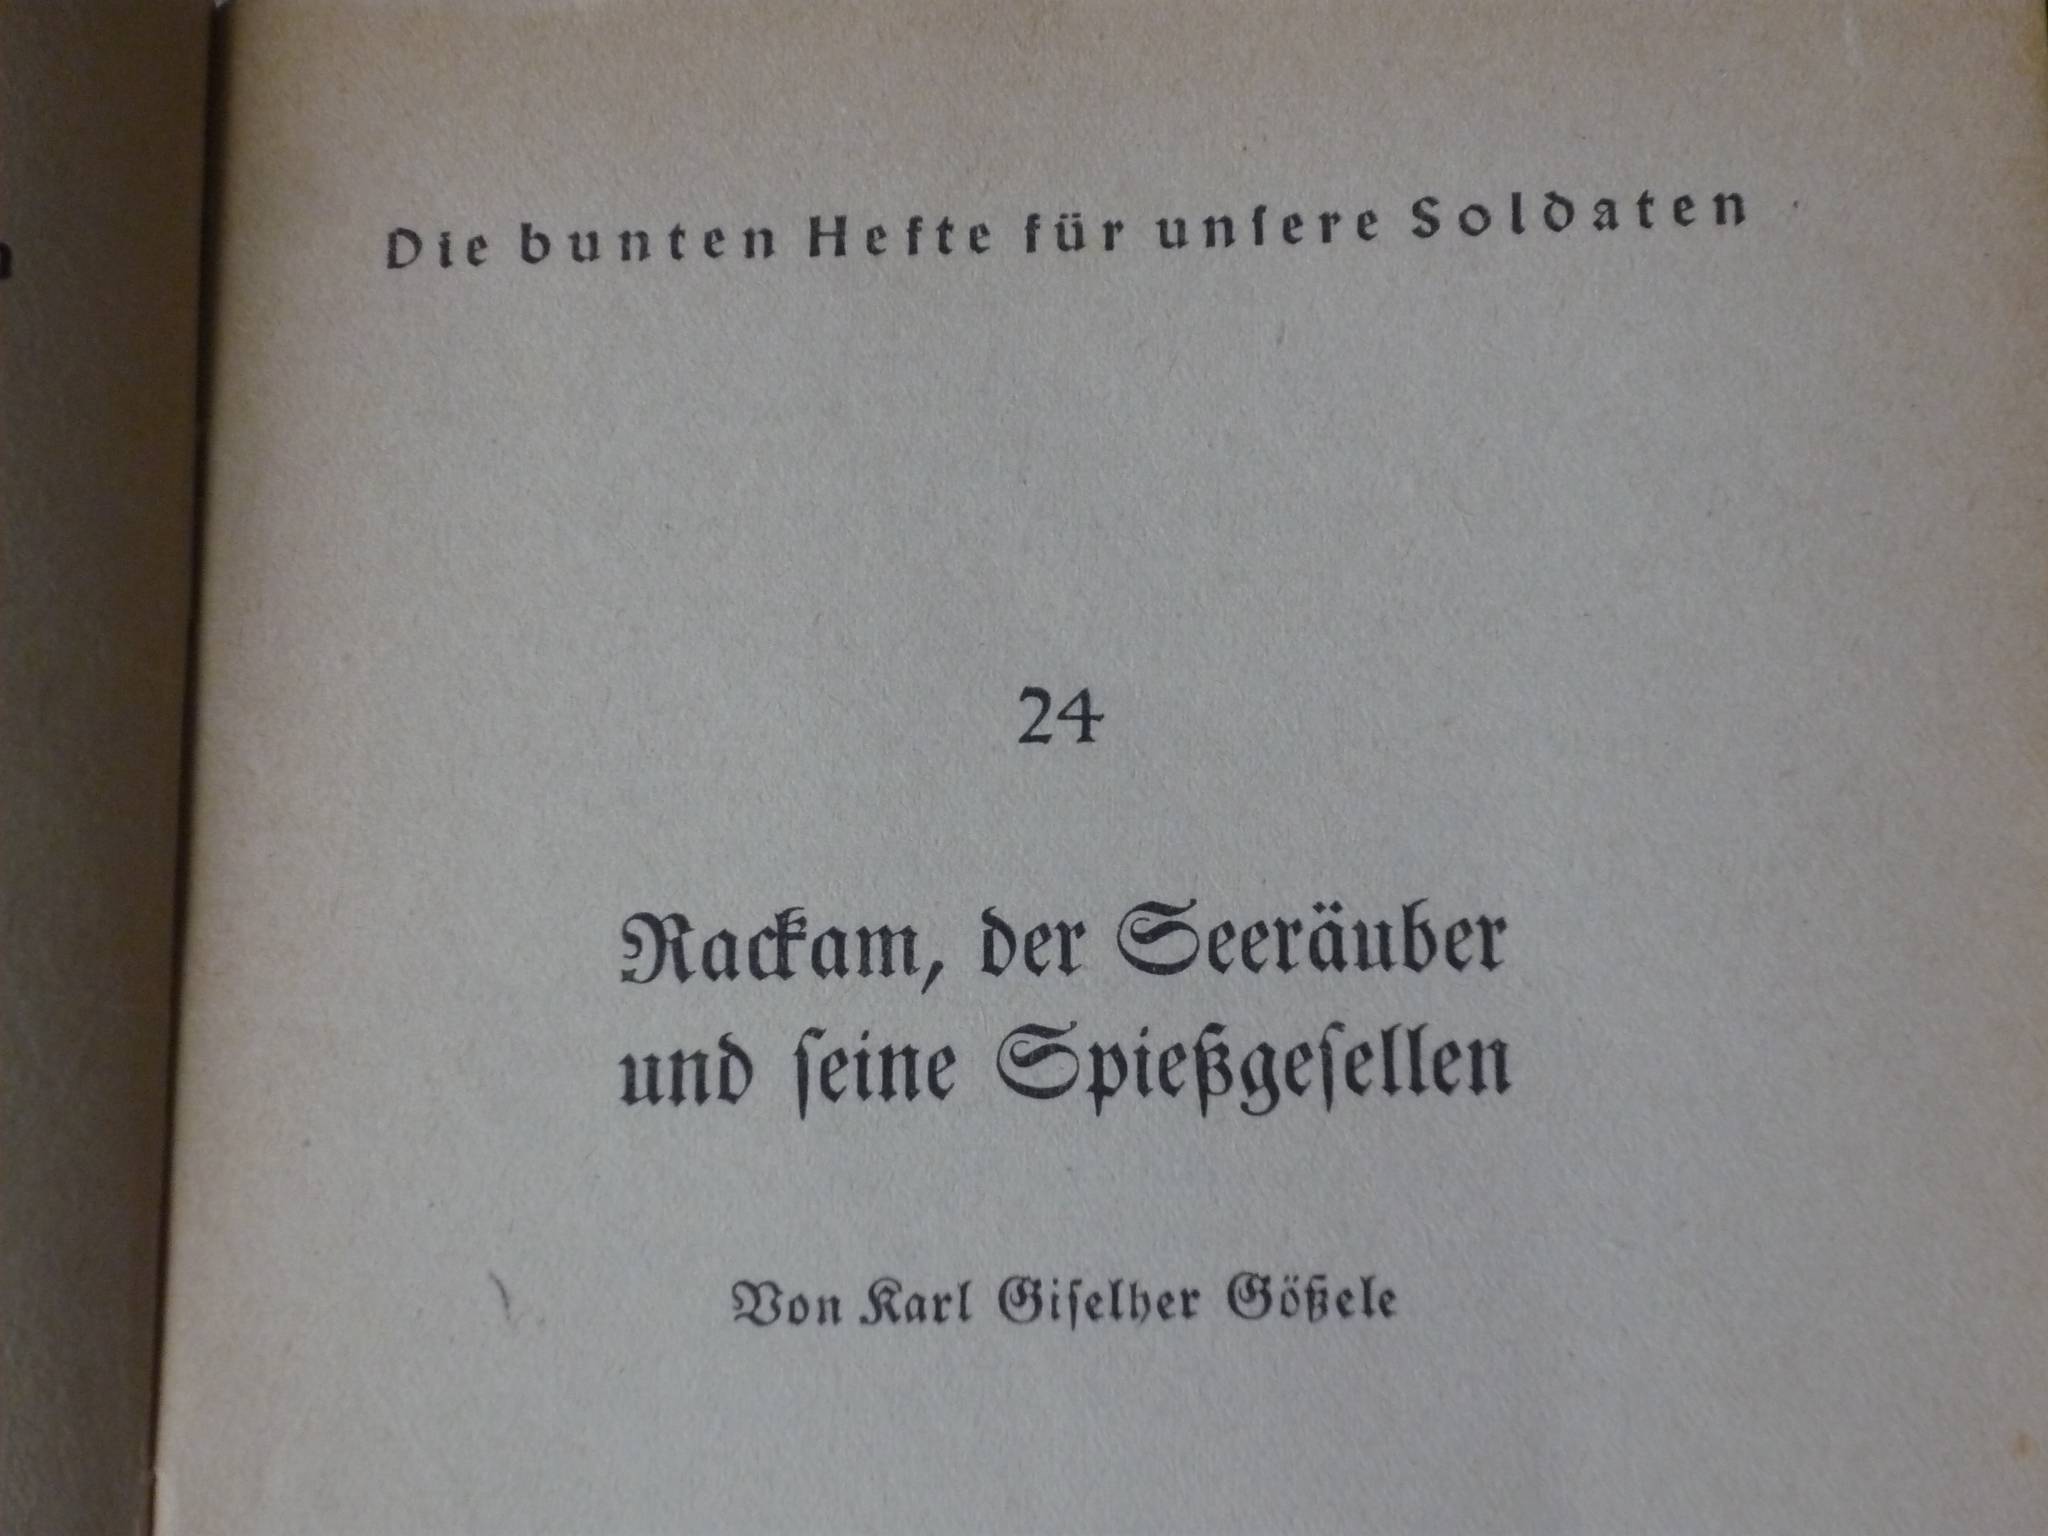 Die bunten Hefte für unſere Soldaten
24
Rackam, der Seeräuber
und ſeine Spießgeſellen
Von Karl Giſelher Gößele